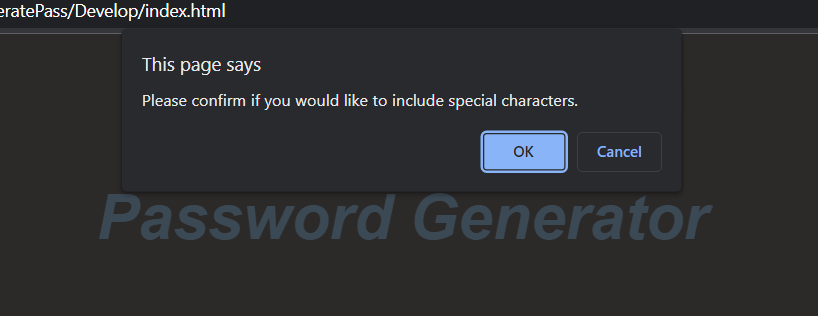 eratePass/Develop/index.html
This page says
Please confirm if you would like to include special characters.
OK
Cancel
Password Generator